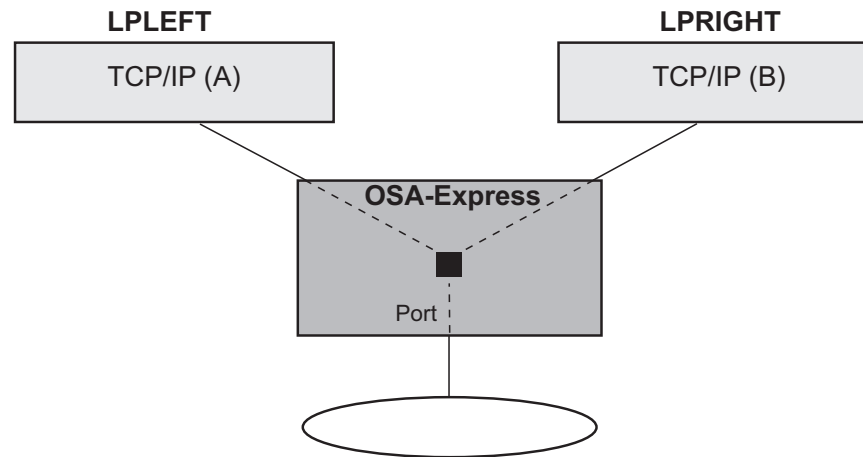 LPLEFT
LPRIGHT
TCP/IP (A)
TCP/IP (B)
OSA-Express
Port